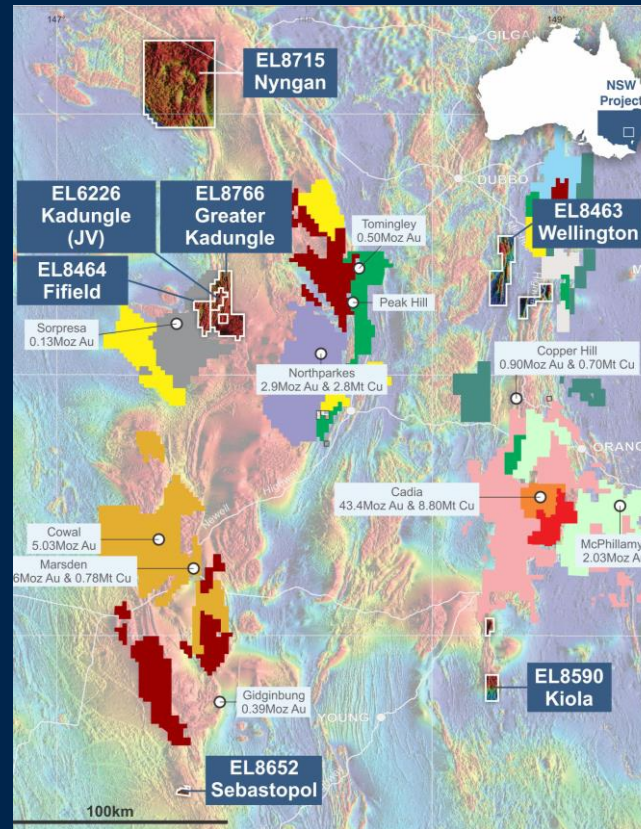 147°
149°
GILGA
EL8715
Nyngan
NSW
Project
DUBBO
EL6226
Kadungle
(JV)
EL8766
Greater
Kadungle
EL8463
Wellington
Tomingley
0.50Moz Au
EL8464
Fifield
Peak Hill
Sorpresa
0.13Moz Au
Northparkes
2.9Moz Au & 2.8Mt Cu
Copper Hill
0.90Moz Au & 0.70Mt Cu
ORANG
Cadia
43.4Moz Au & 8.80Mt Cu
Newell
Cowal
5.03Moz Au
McPhillamy
2.03Moz A
Marsden
6Moz Au & 0.78Mt Cu
EL8590
Kiola
Gidginbung
0.39Moz Au
YOUNG
EL8652
Sebastopol
100km